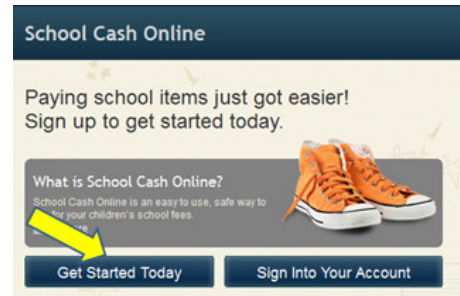 School Cash Online
Paying school items just got easier!
Sign up to get started today.
What is School Cash Online?
School Cash Online is an easy to use, safe way to
for your children's school fees.
Get Started Today
Sign Into Your Account